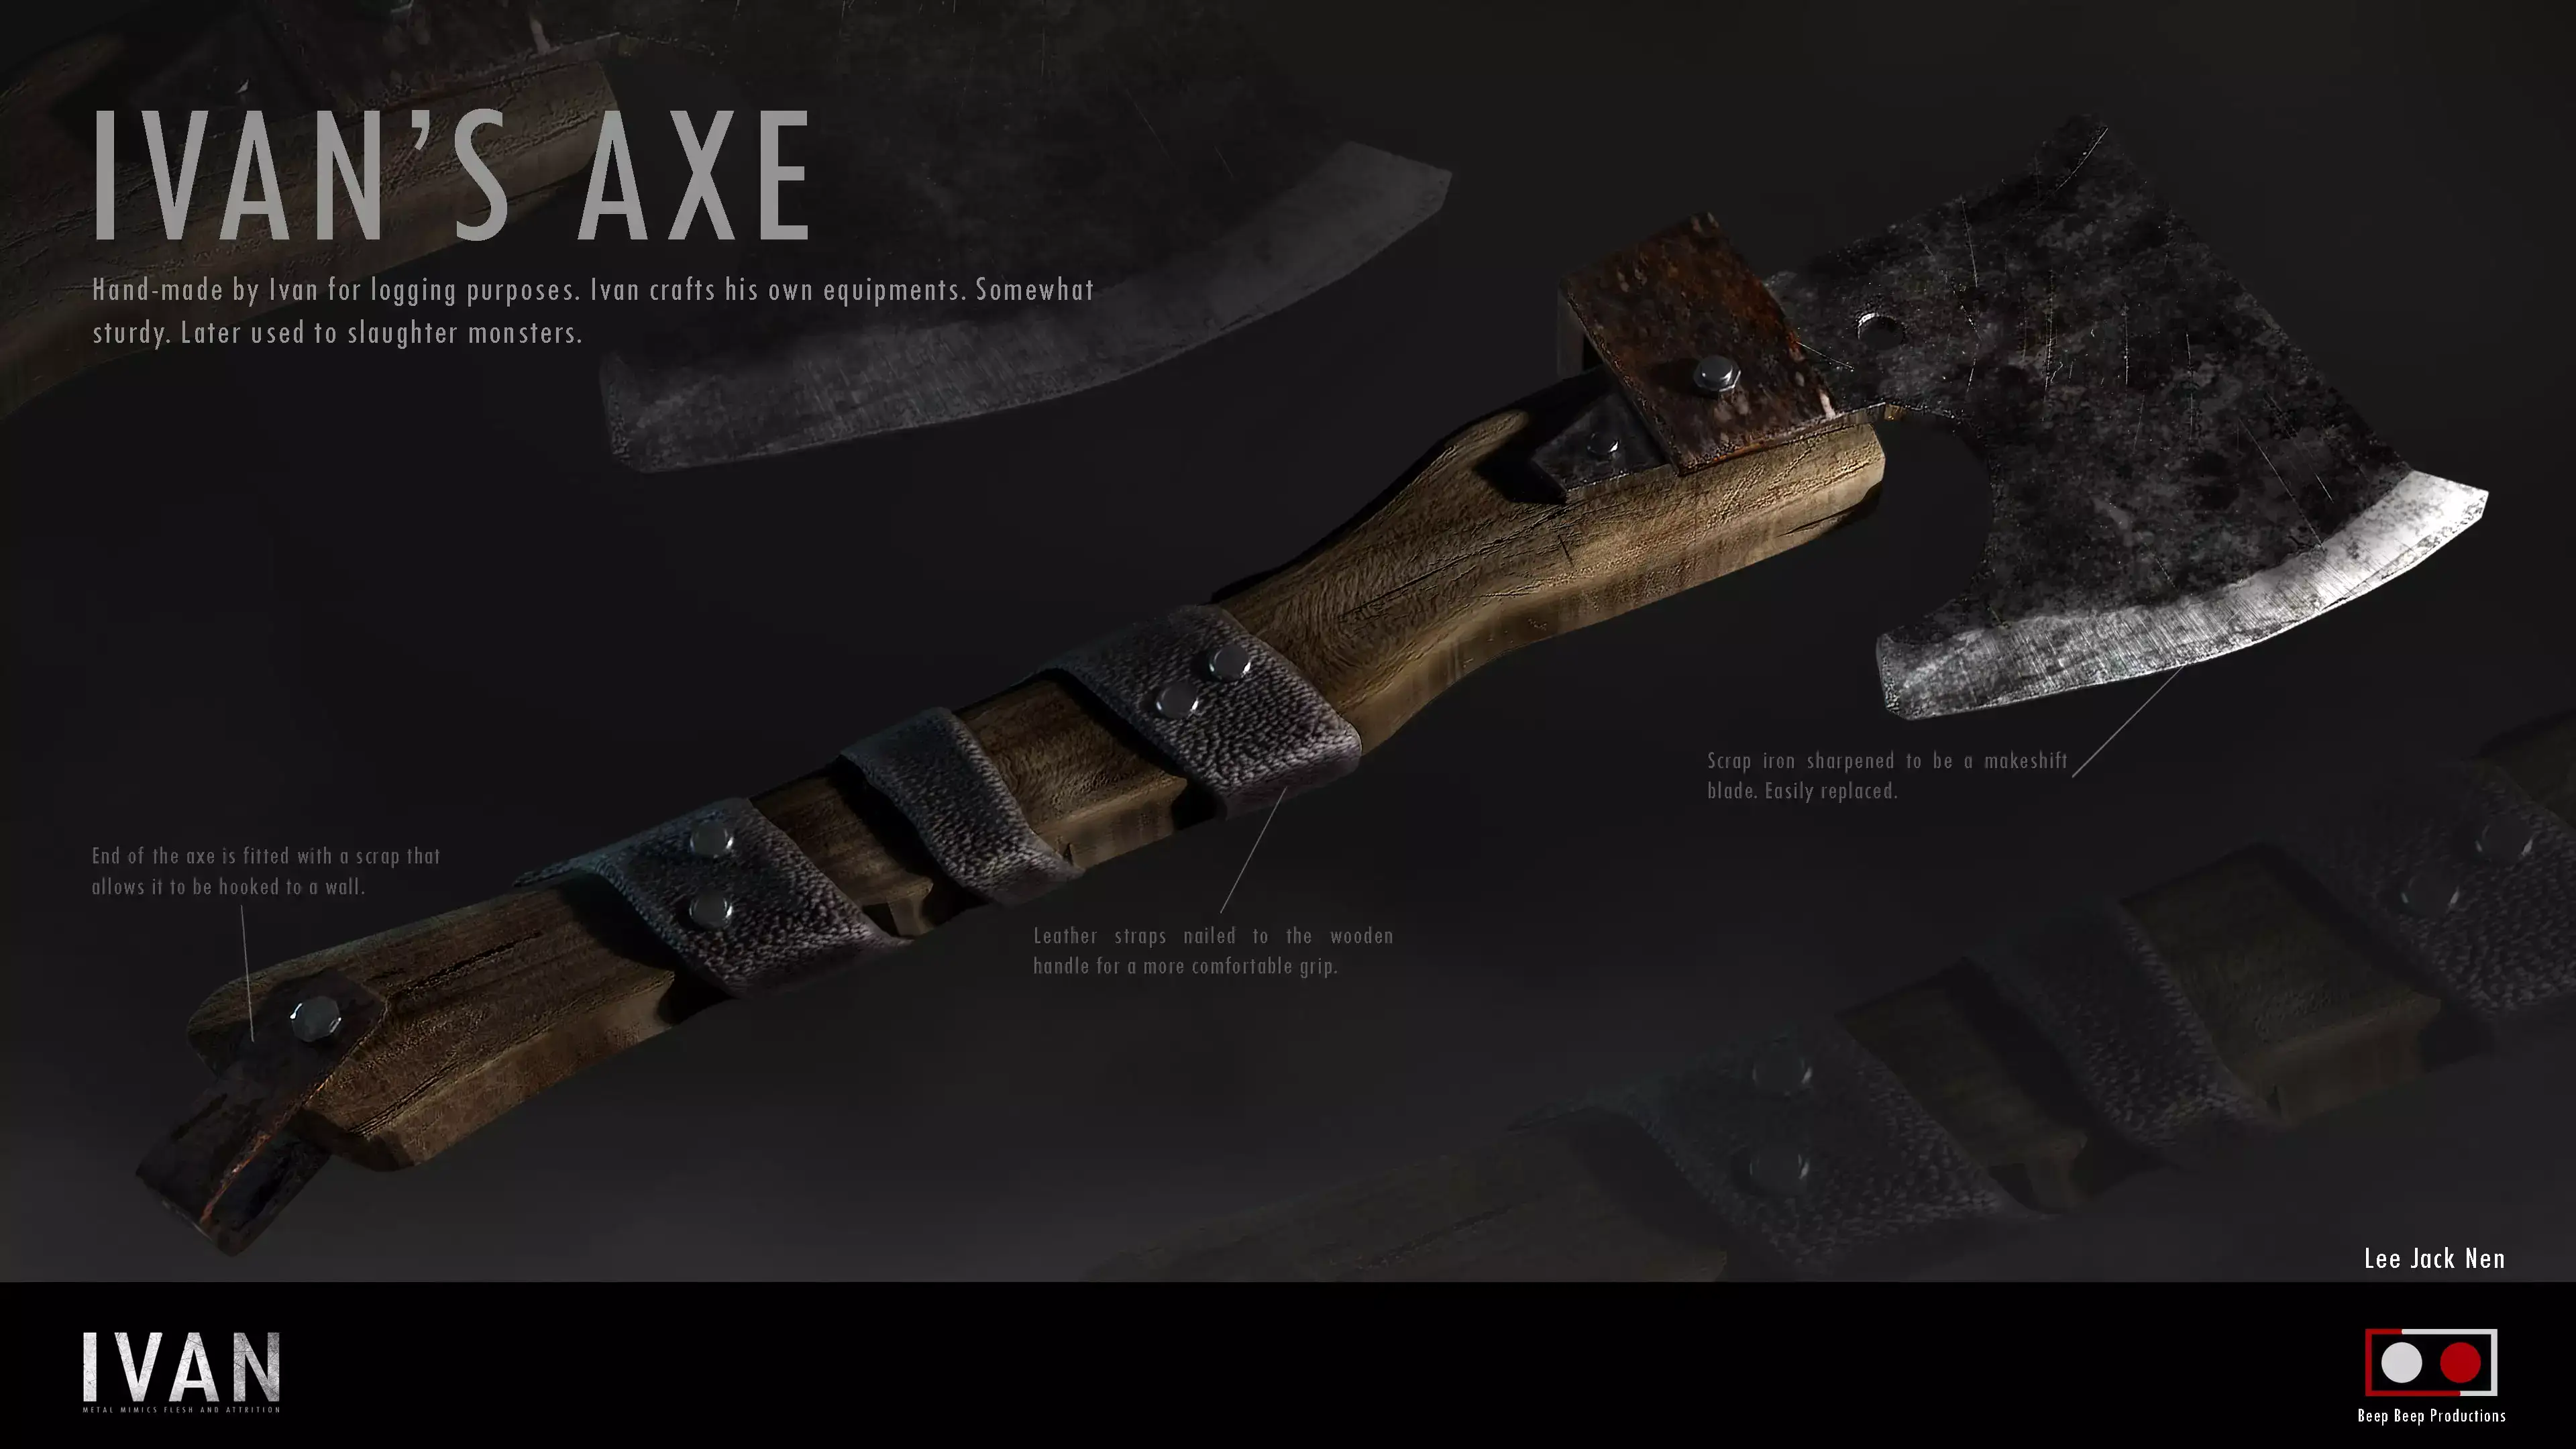 IVAN'S AXE
Hand-made by Ivan for logging purposes. Ivan crafts his own equipments. Somewhat
sturdy. Later used to slaughter monsters.
Scrap iron sharpened to be a makeshift
blade. Easily replaced.
End of the axe is fitted with a scrap that
allows it to be hooked to a wall.
Leather straps nailed to the wooden
handle for a more comfortable grip.
Lee Jack Nen
IVAN
METAL MIMICS FLESH AND ATTRITION
Beep Beep Productions